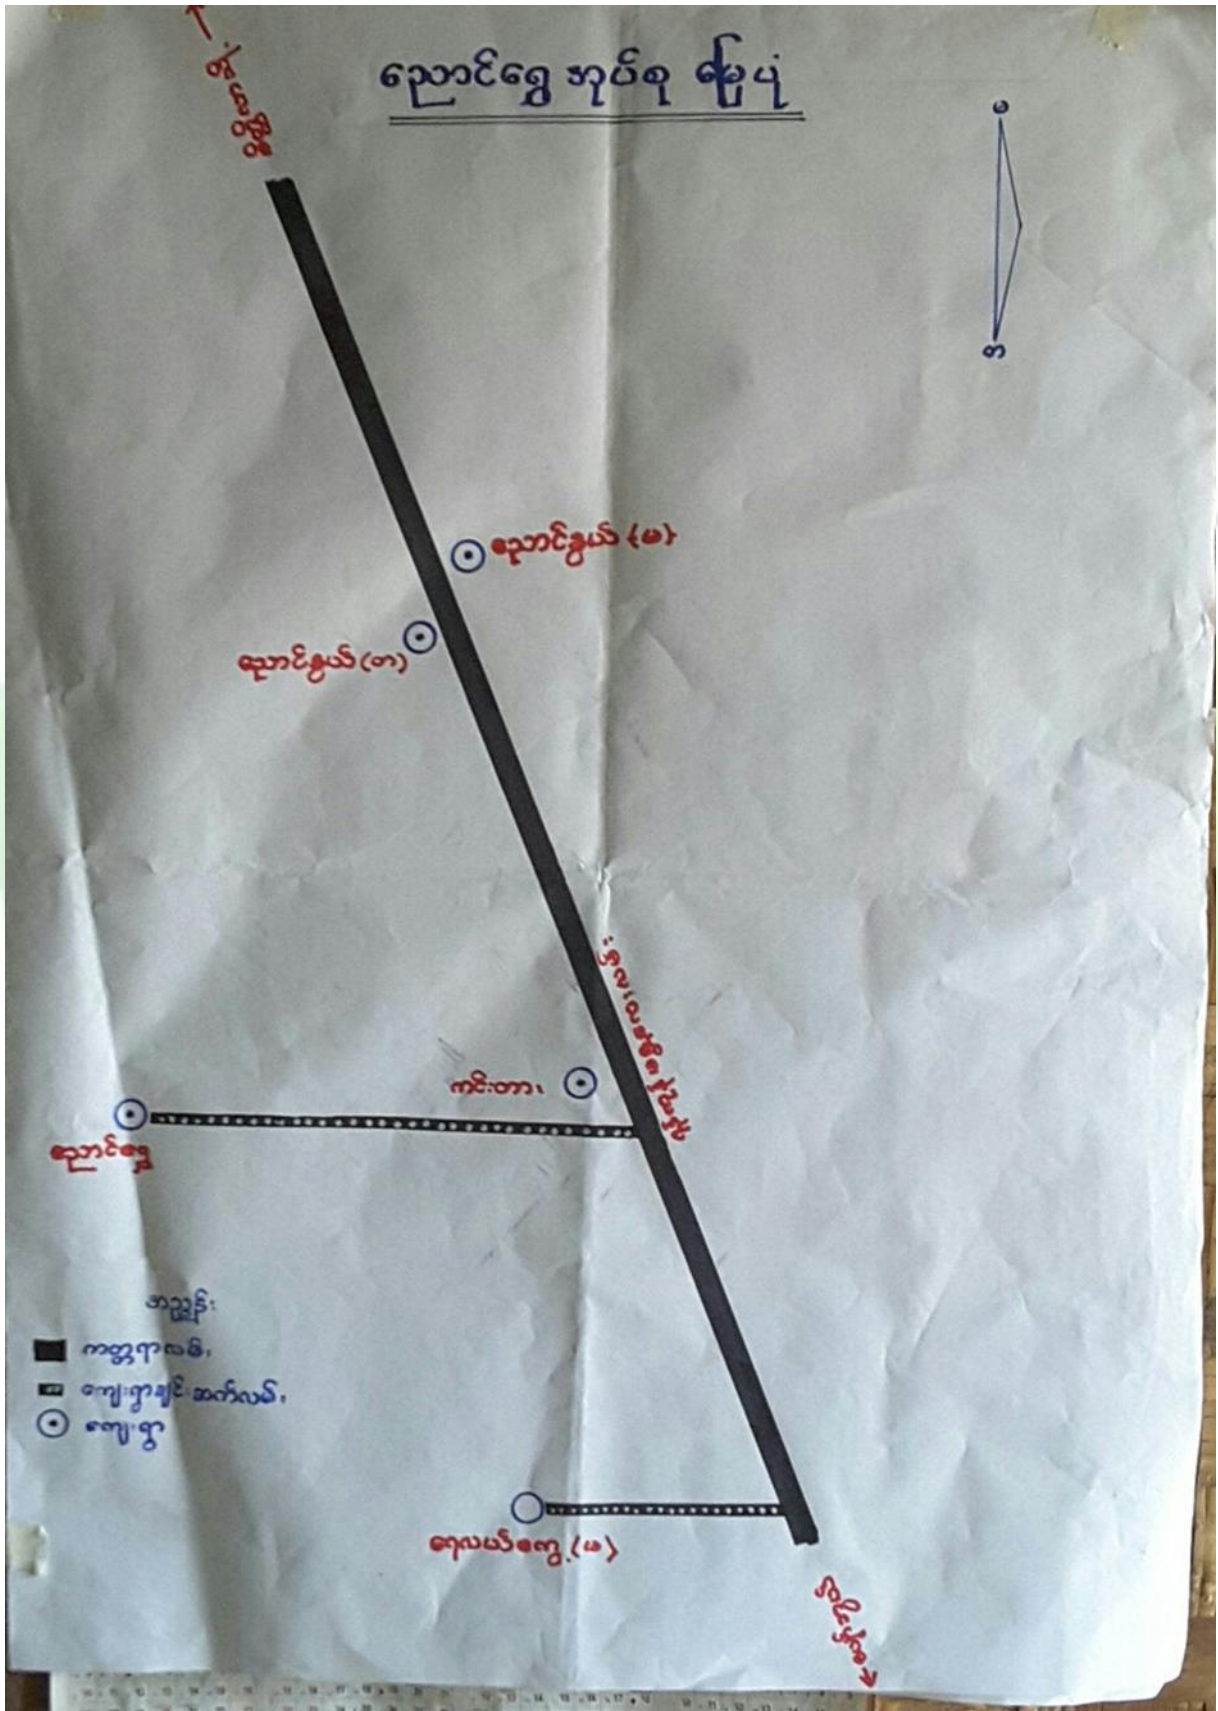 ညောင်ရွှေ အုပ်စု မြေပုံ
မ
တ
ညောင်နွယ် (မ)
ညောင်နွယ် (တ)
ကင်းတား
ညောင်ရွှေ
အညွှန်း
ကတ္တရာလမ်း
ကျေးရွာချင်းဆက်လမ်း
ကျေးရွာ
ရေလယ်ကွေ့ (မ)